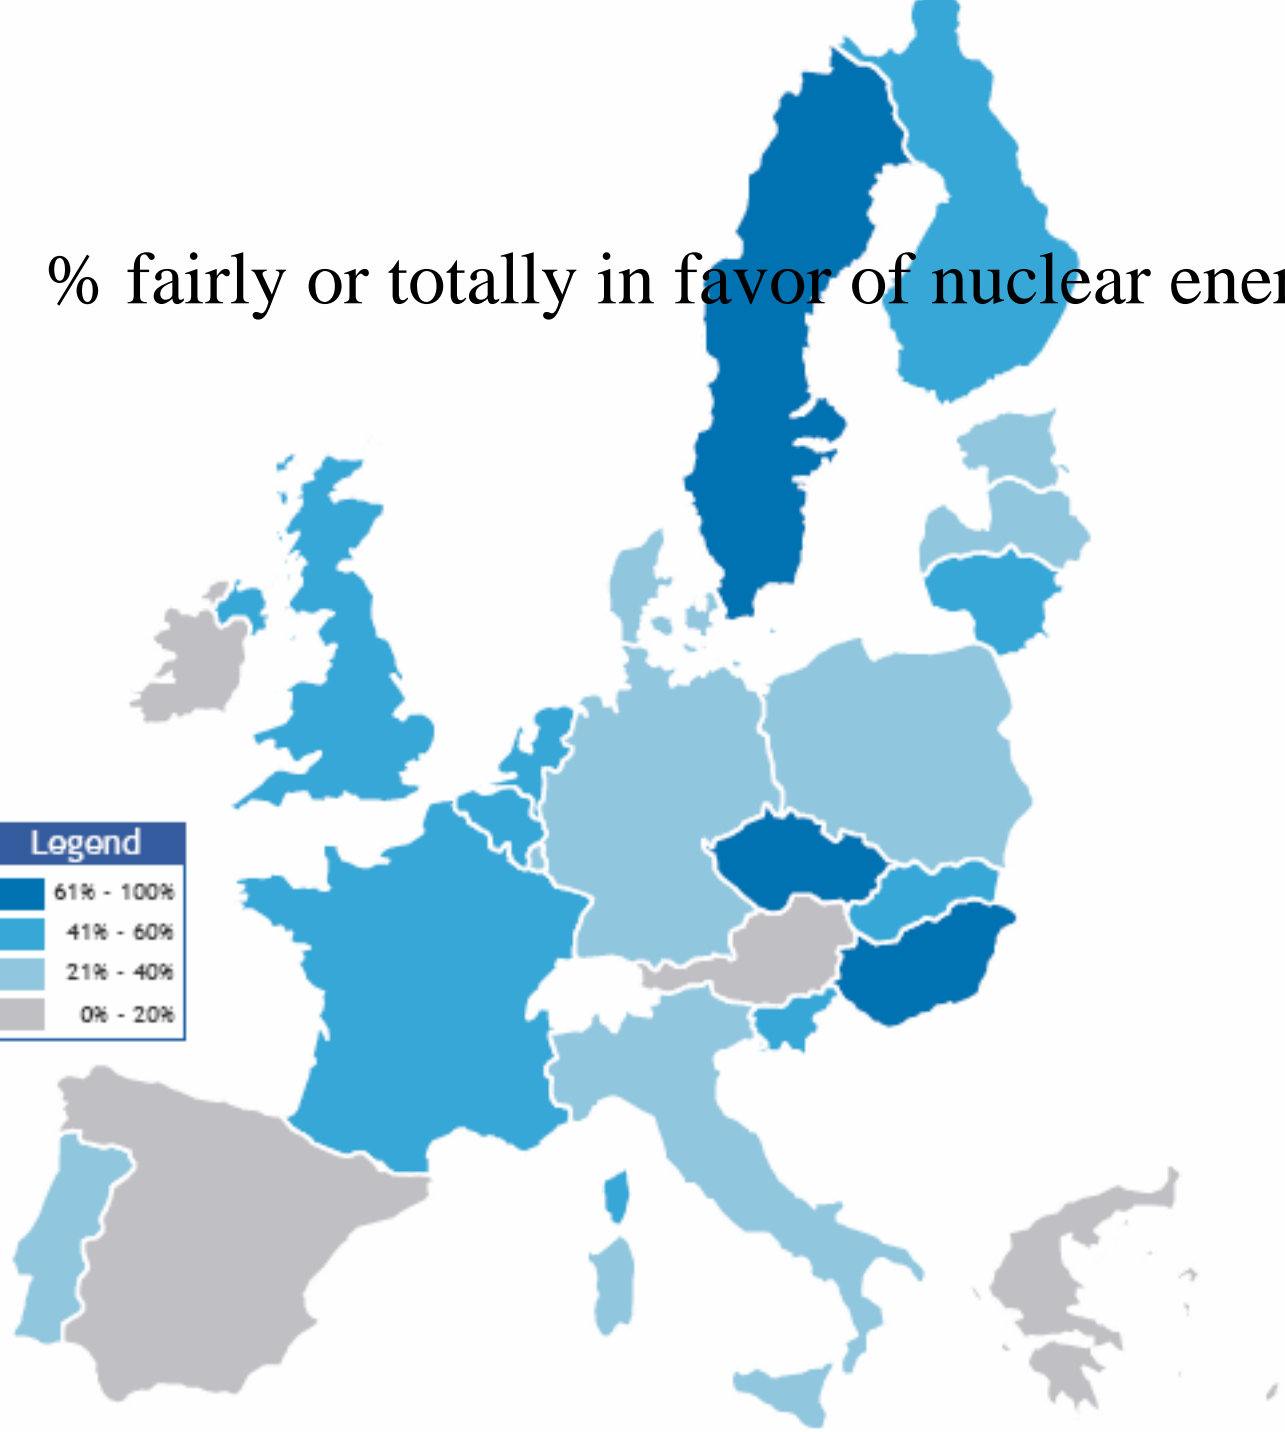 % fairly or totally in favor of nuclear ener
Legend
61% - 100%
41% - 60%
21% - 40%
0% - 20%